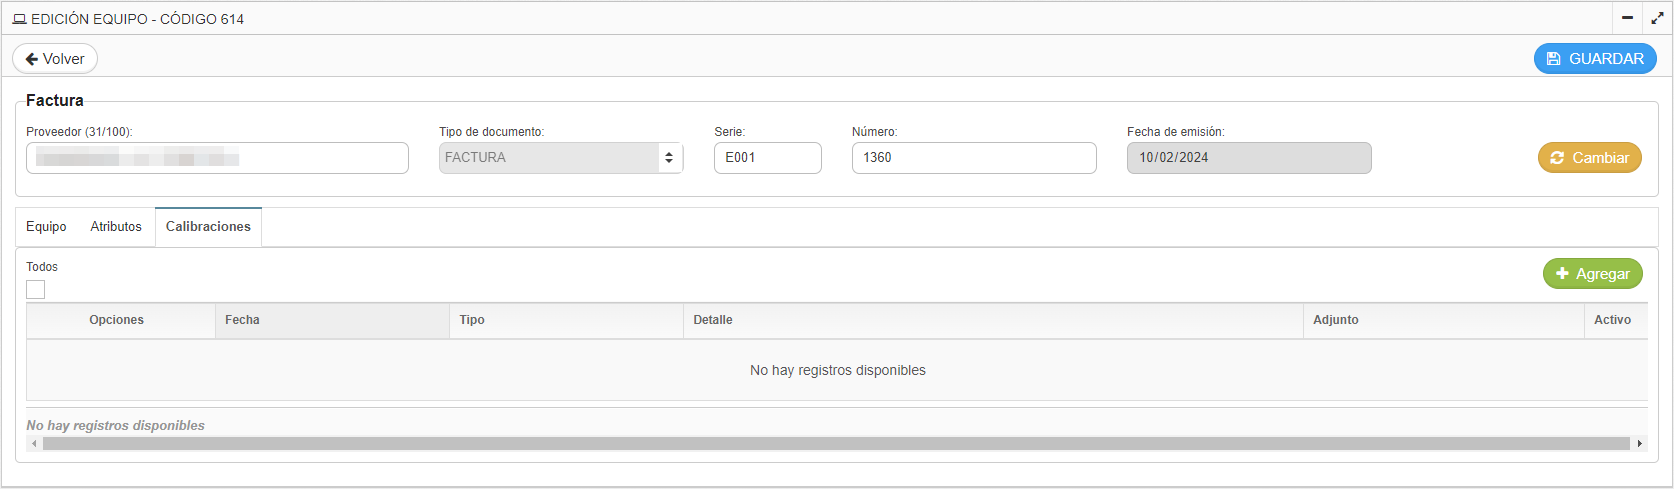 EDICIÓN EQUIPO - CÓDIGO 614
Volver
GUARDAR
Factura
Proveedor (31/100):
Tipo de documento:
Serie:
Número:
Fecha de emisión:
FACTURA
E001
1360
10/02/2024
Cambiar
Equipo
Atributos
Calibraciones
Todos
Agregar
Opciones
Fecha
Tipo
Detalle
Adjunto
Activo
No hay registros disponibles
No hay registros disponibles